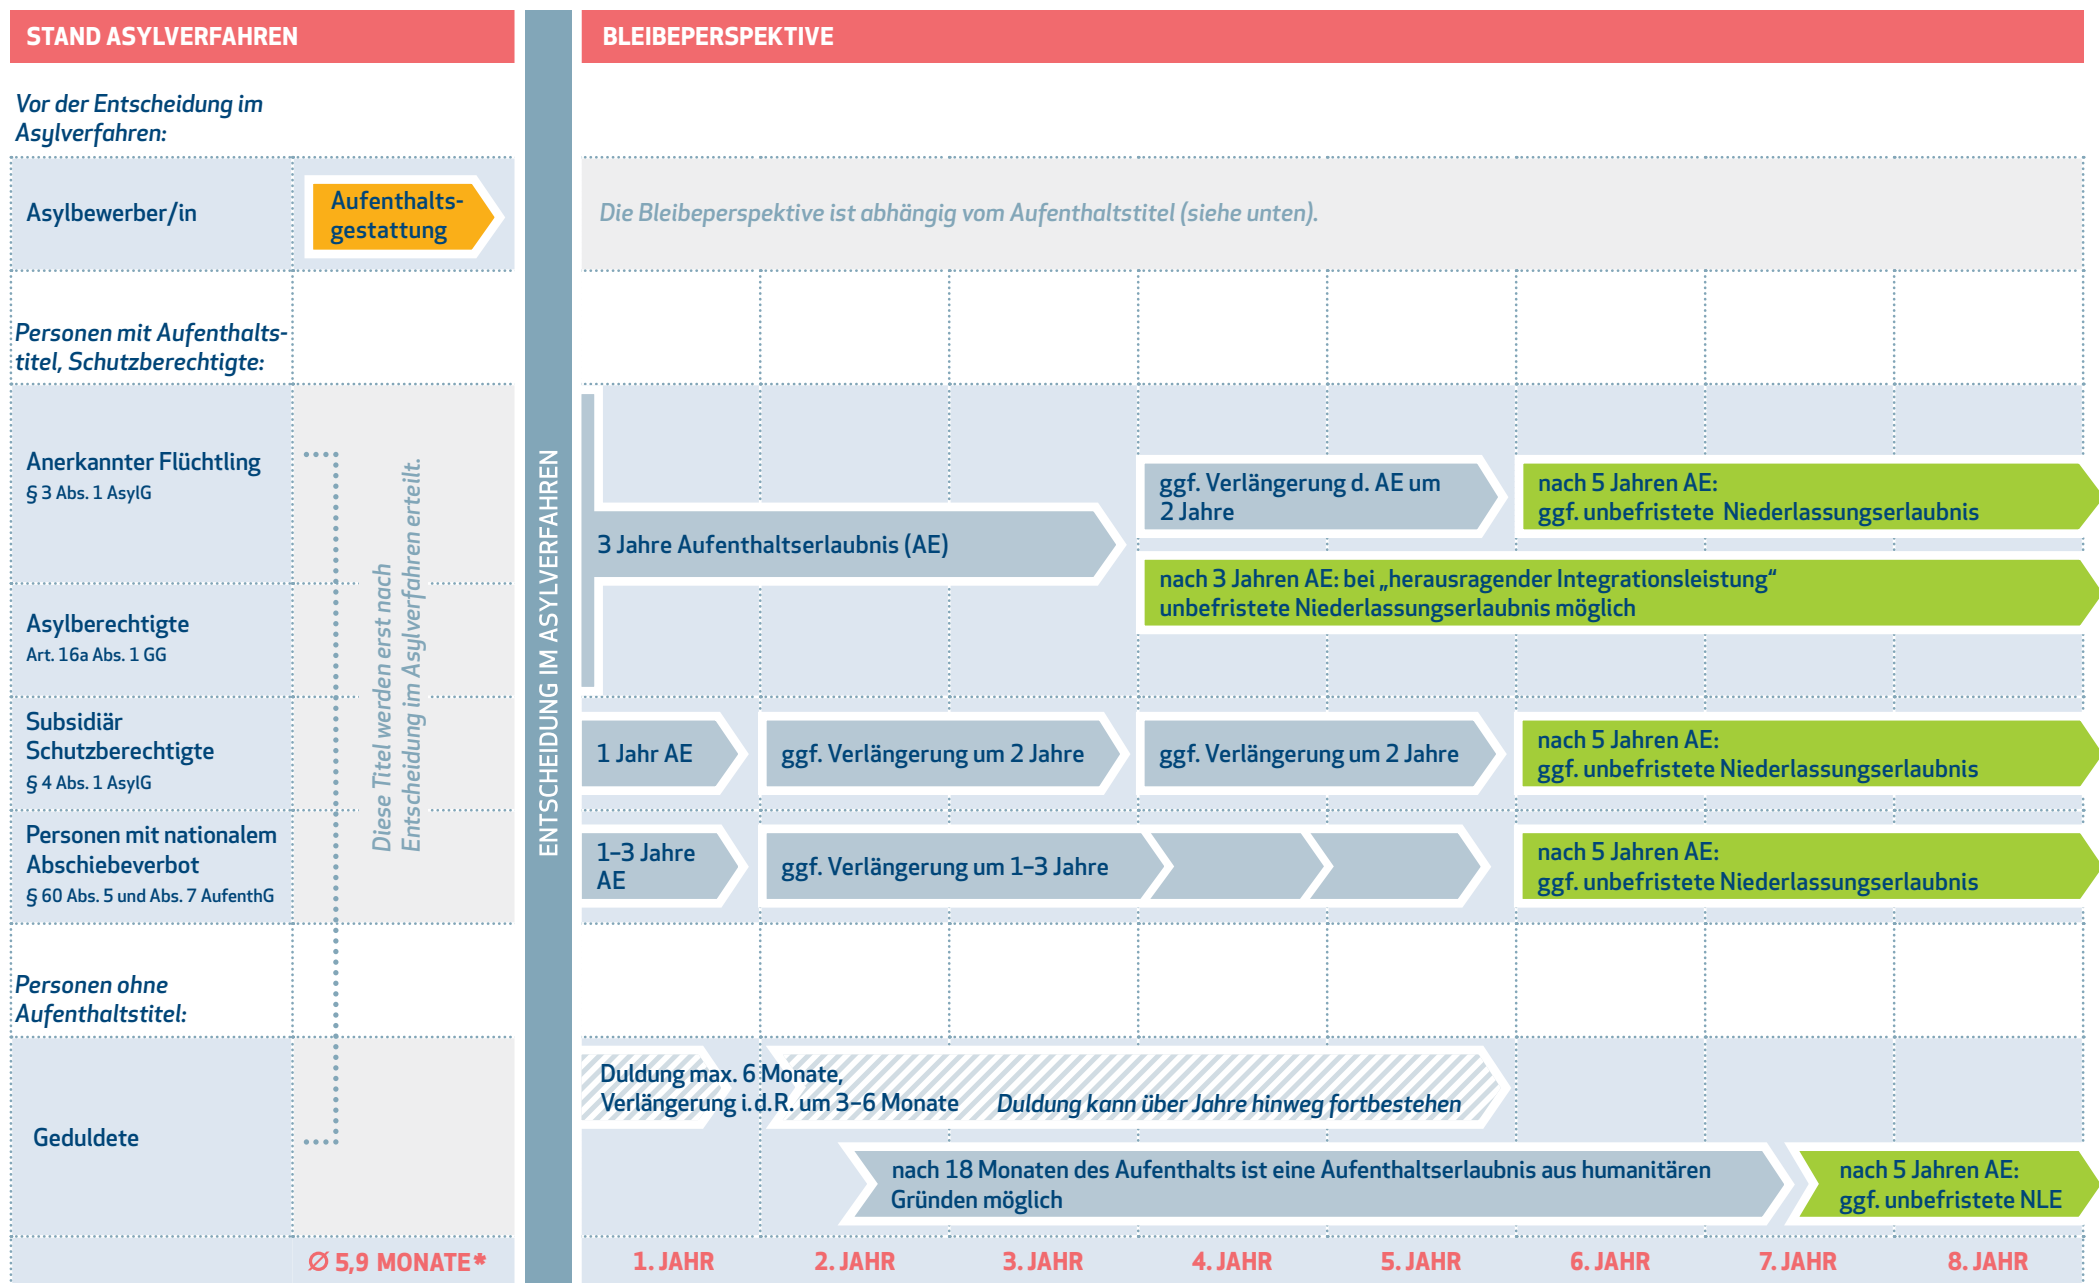 STAND ASYLVERFAHREN
BLEIBEPERSPEKTIVE
Vor der Entscheidung im
Asylverfahren:
Asylbewerber/in
Aufenthalts-
gestattung
Die Bleibeperspektive ist abhängig vom Aufenthaltstitel (siehe unten).
Personen mit Aufenthalts-
titel, Schutzberechtigte:
Anerkannter Flüchtling
§ 3 Abs. 1 AsylG
Asylberechtigte
Art. 16a Abs. 1 GG
Diese Titel werden erst nach
Entscheidung im Asylverfahren erteilt.
ENTSCHEIDUNG IM ASYLVERFAHREN
3 Jahre Aufenthaltserlaubnis (AE)
ggf. Verlängerung d. AE um
2 Jahre
nach 5 Jahren AE:
ggf. unbefristete Niederlassungserlaubnis
nach 3 Jahren AE: bei „herausragender Integrationsleistung“
unbefristete Niederlassungserlaubnis möglich
Subsidiär
Schutzberechtigte
§ 4 Abs. 1 AsylG
1 Jahr AE
ggf. Verlängerung um 2 Jahre
ggf. Verlängerung um 2 Jahre
nach 5 Jahren AE:
ggf. unbefristete Niederlassungserlaubnis
Personen mit nationalem
Abschiebeverbot
§ 60 Abs. 5 und Abs. 7 AufenthG
1–3 Jahre
AE
ggf. Verlängerung um 1–3 Jahre
nach 5 Jahren AE:
ggf. unbefristete Niederlassungserlaubnis
Personen ohne
Aufenthaltstitel:
Geduldete
Duldung max. 6 Monate,
Verlängerung i.d.R. um 3–6 Monate
Duldung kann über Jahre hinweg fortbestehen
nach 18 Monaten des Aufenthalts ist eine Aufenthaltserlaubnis aus humanitären
Gründen möglich
nach 5 Jahren AE:
ggf. unbefristete NLE
Ø 5,9 MONATE*
1. JAHR
2. JAHR
3. JAHR
4. JAHR
5. JAHR
6. JAHR
7. JAHR
8. JAHR